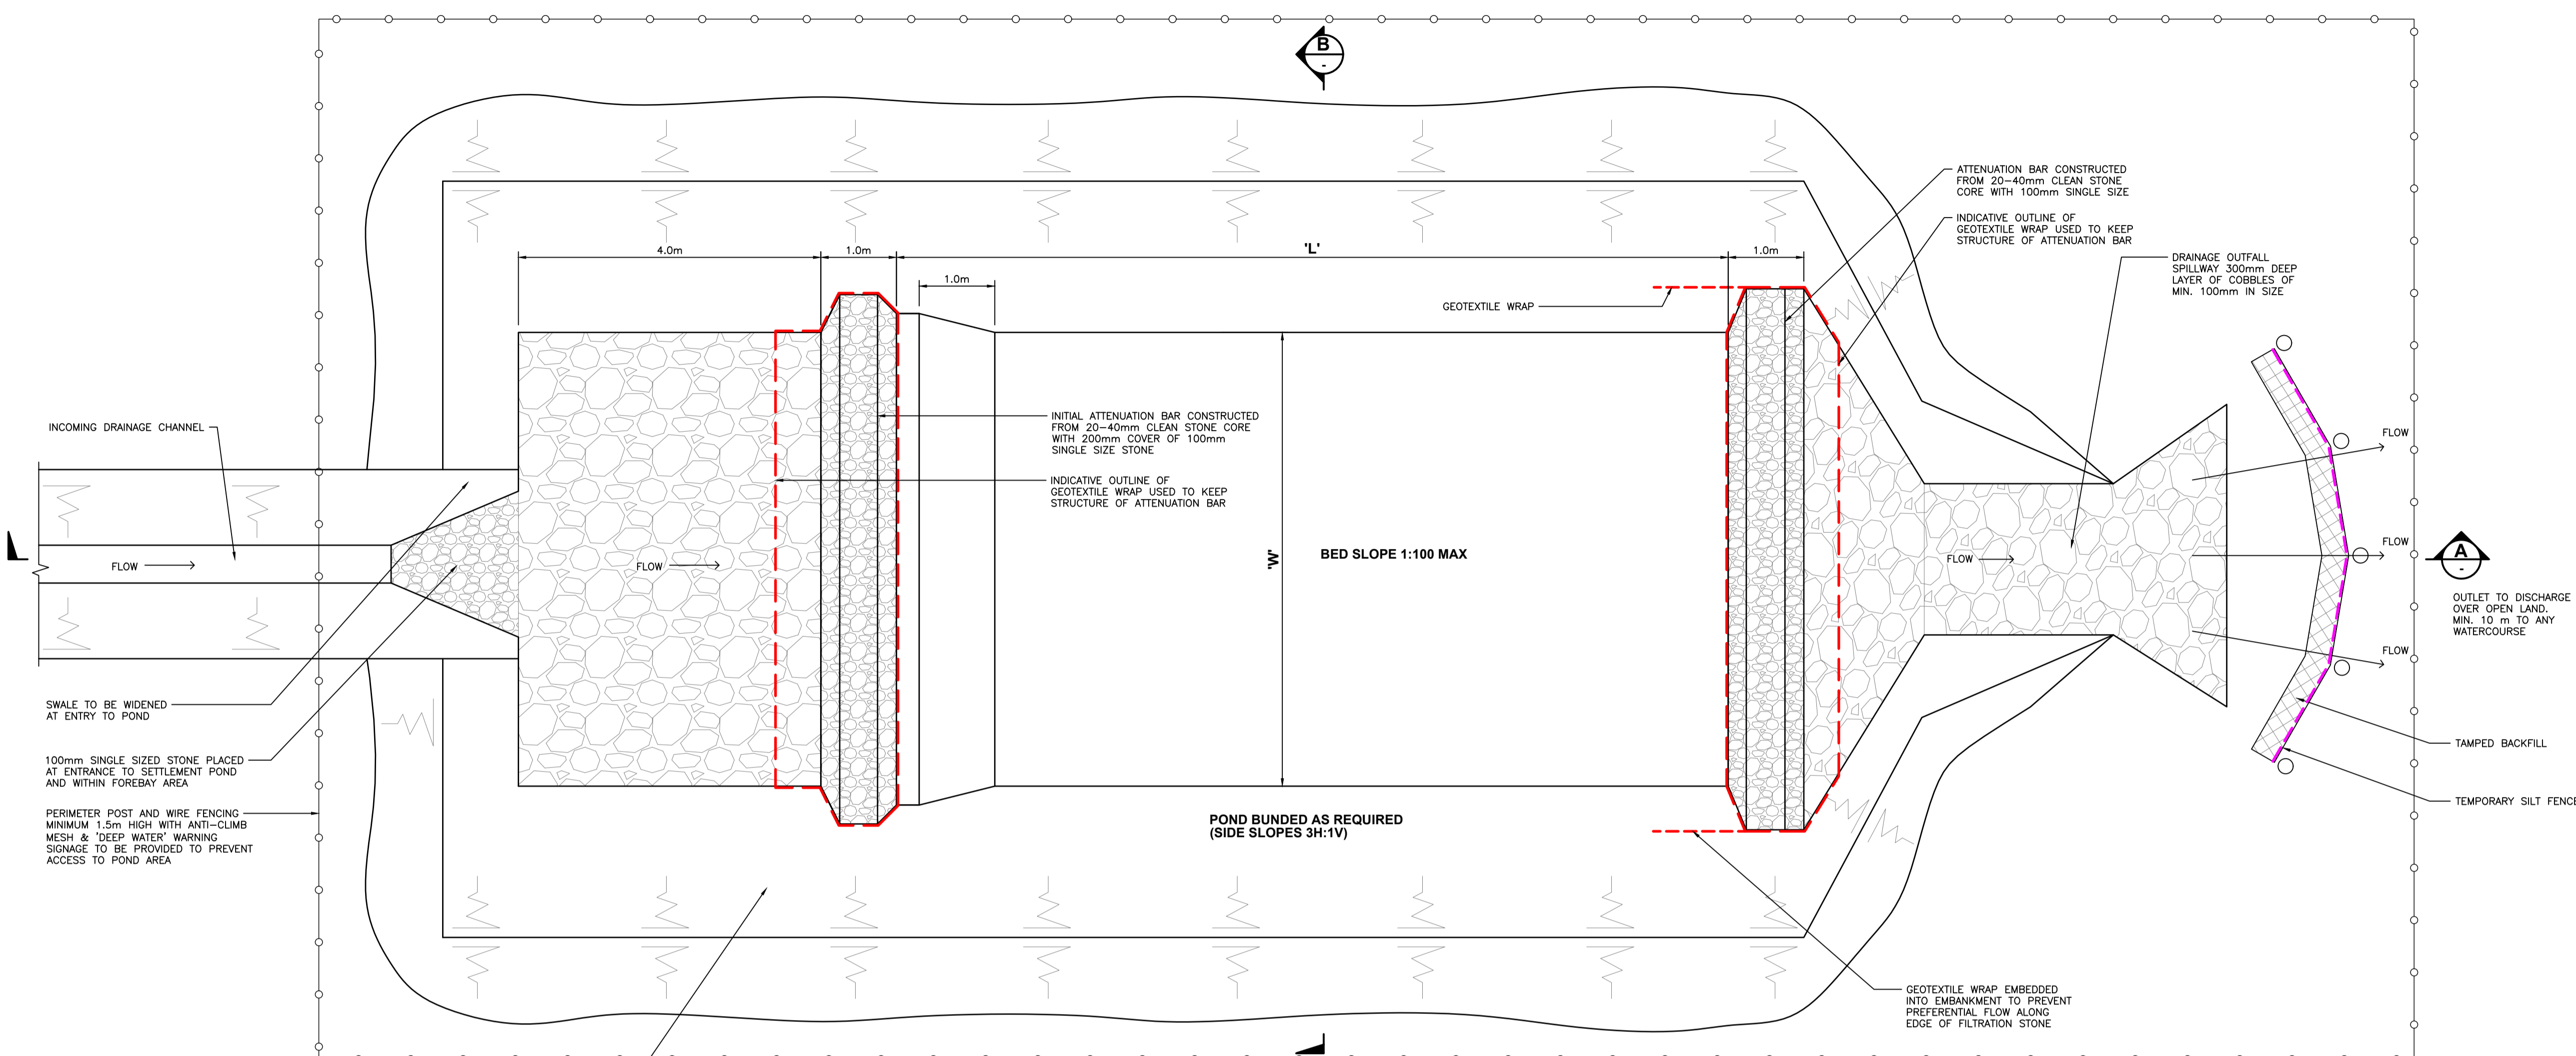 B
-
ATTENUATION BAR CONSTRUCTED
FROM 20-40mm CLEAN STONE
CORE WITH 100mm SINGLE SIZE
INDICATIVE OUTLINE OF
GEOTEXTILE WRAP USED TO KEEP
STRUCTURE OF ATTENUATION BAR
DRAINAGE OUTFALL
SPILLWAY 300mm DEEP
LAYER OF COBBLES OF
MIN. 100mm IN SIZE
4.0m
1.0m
'L'
1.0m
1.0m
GEOTEXTILE WRAP
INCOMING DRAINAGE CHANNEL
INITIAL ATTENUATION BAR CONSTRUCTED
FROM 20-40mm CLEAN STONE CORE
WITH 200mm COVER OF 100mm
SINGLE SIZE STONE
INDICATIVE OUTLINE OF
GEOTEXTILE WRAP USED TO KEEP
STRUCTURE OF ATTENUATION BAR
FLOW
FLOW
FLOW
'W'
BED SLOPE 1:100 MAX
FLOW
FLOW
FLOW
A
-
OUTLET TO DISCHARGE
OVER OPEN LAND.
MIN. 10 m TO ANY
WATERCOURSE
SWALE TO BE WIDENED
AT ENTRY TO POND
100mm SINGLE SIZED STONE PLACED
AT ENTRANCE TO SETTLEMENT POND
AND WITHIN FOREBAY AREA
PERIMETER POST AND WIRE FENCING
MINIMUM 1.5m HIGH WITH ANTI-CLIMB
MESH & 'DEEP WATER' WARNING
SIGNAGE TO BE PROVIDED TO PREVENT
ACCESS TO POND AREA
POND BUNDED AS REQUIRED
(SIDE SLOPES 3H:1V)
TAMPED BACKFILL
TEMPORARY SILT FENCE
GEOTEXTILE WRAP EMBEDDED
INTO EMBANKMENT TO PREVENT
PREFERENTIAL FLOW ALONG
EDGE OF FILTRATION STONE